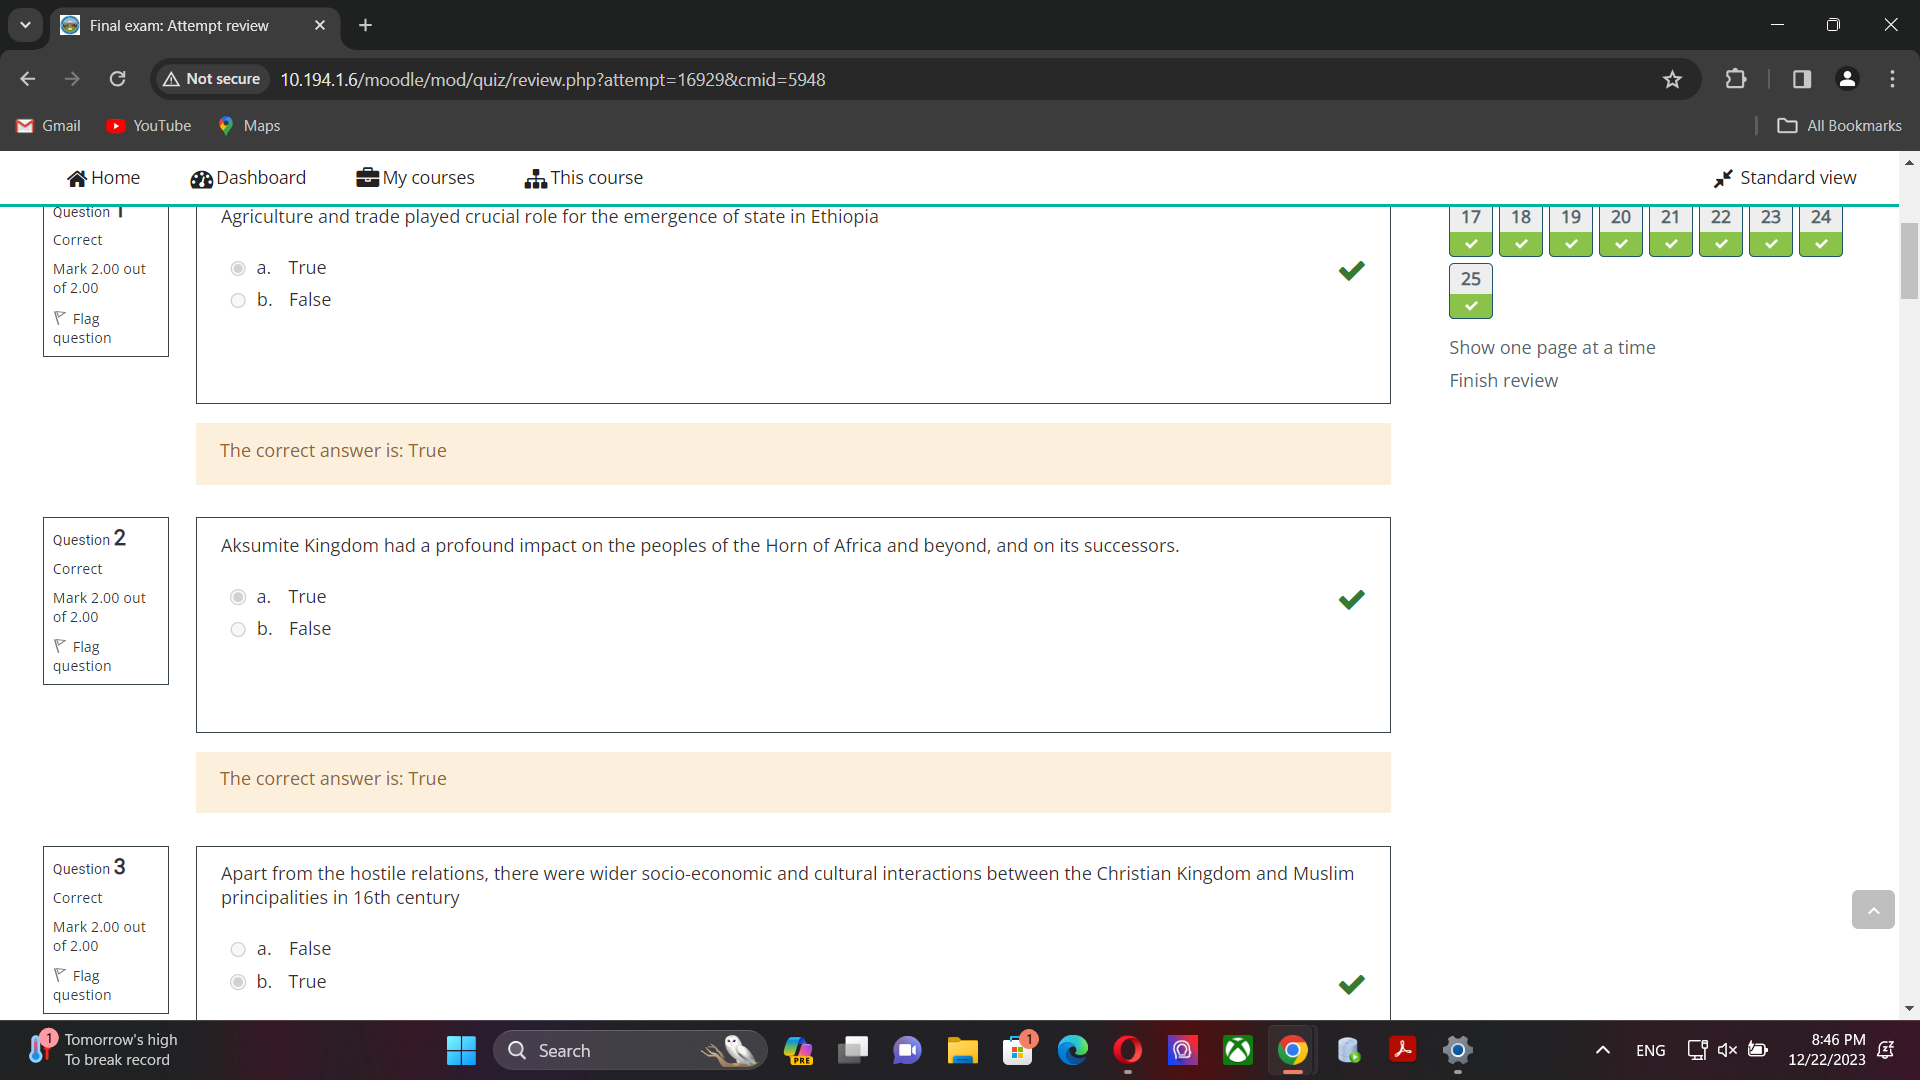 Final exam: Attempt review
Not secure
10.194.1.6/moodle/mod/quiz/review.php?attempt=16929&cmid=5948
Gmail
YouTube
Maps
All Bookmarks
Home
Dashboard
My courses
This course
Standard view
Question 1
Correct
Mark 2.00 out
of 2.00
Flag
question
Agriculture and trade played crucial role for the emergence of state in Ethiopia
a. True
b. False
The correct answer is: True
17 18 19 20 21 22 23 24
25
Show one page at a time
Finish review
Question 2
Correct
Mark 2.00 out
of 2.00
Flag
question
Aksumite Kingdom had a profound impact on the peoples of the Horn of Africa and beyond, and on its successors.
a. True
b. False
The correct answer is: True
Question 3
Correct
Mark 2.00 out
of 2.00
Flag
question
Apart from the hostile relations, there were wider socio-economic and cultural interactions between the Christian Kingdom and Muslim
principalities in 16th century
a. False
b. True
1
Tomorrow's high
To break record
Search
PRE
1
ENG
8:46 PM
12/22/2023